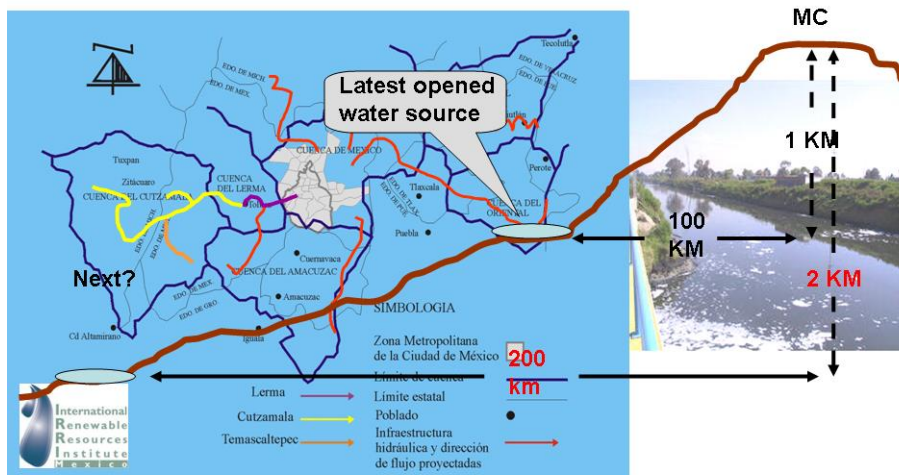 MC
Tecolutla
EDO. DE MICH.
EDO. DE MEX.
Latest opened
water source
CUENCA DE MÉXICO
1 KM
Tuxpan
Zitácuaro
CUENCA DEL CUTZAMALA
CUENCA
DEL LERMA
Perote
Tlaxcala
EDO. DE TLAX.
EDO. DE PUE.
CUENCA DEL
ORIENTAL
Puebla
100
KM
Next?
Cuernavaca
CUENCA DEL AMACUZAC
2 KM
EDO. DE MEX.
EDO. DE GRO.
Amacuzac
SIMBOLOGIA
Cd Altamirano
Iguala
Zona Metropolitana
de la Ciudad de México
200
km
Límite de cuenca
Lerma
Límite estatal
Cutzamala
Poblado
Temascaltepec
Infraestructura
hidráulica y dirección
de flujo proyectadas
International
Renewable
Resources
Institute
Mexico